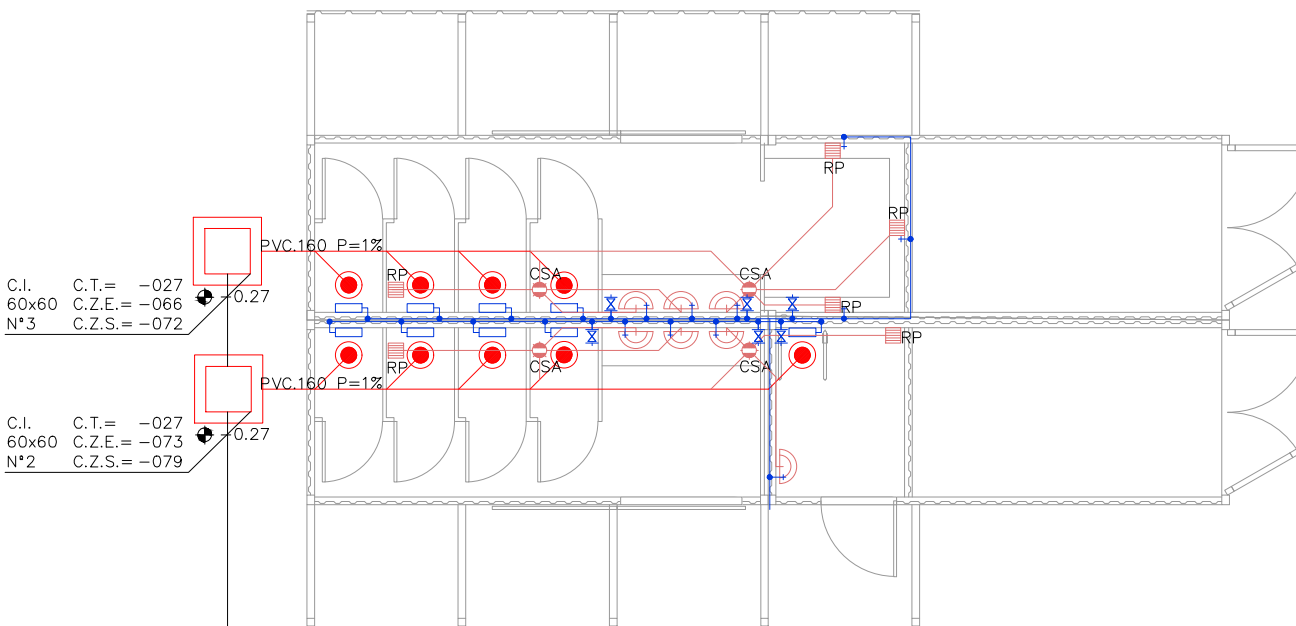 RP
RP
PVC.160 P=1%
RP
CSA
CSA
C.I. C.T.= -027
60x60 C.Z.E.= -066
N°3 C.Z.S.= -072
-0.27
RP
RP
RP
CSA
CSA
PVC.160 P=1%
C.I. C.T.= -027
60x60 C.Z.E.= -073
N°2 C.Z.S.= -079
-0.27